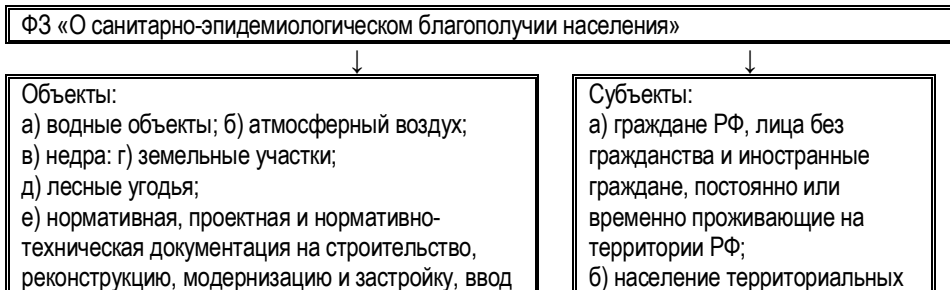 ФЗ «О санитарно-эпидемиологическом благополучии населения»
↓ ↓
Объекты:
а) водные объекты; б) атмосферный воздух;
в) недра: г) земельные участки;
д) лесные угодья;
е) нормативная, проектная и нормативно-
техническая документация на строительство,
реконструкцию, модернизацию и застройку, ввод
Субъекты:
а) граждане РФ, лица без
гражданства и иностранные
граждане, постоянно или
временно проживающие на
территории РФ;
б) население территориальных